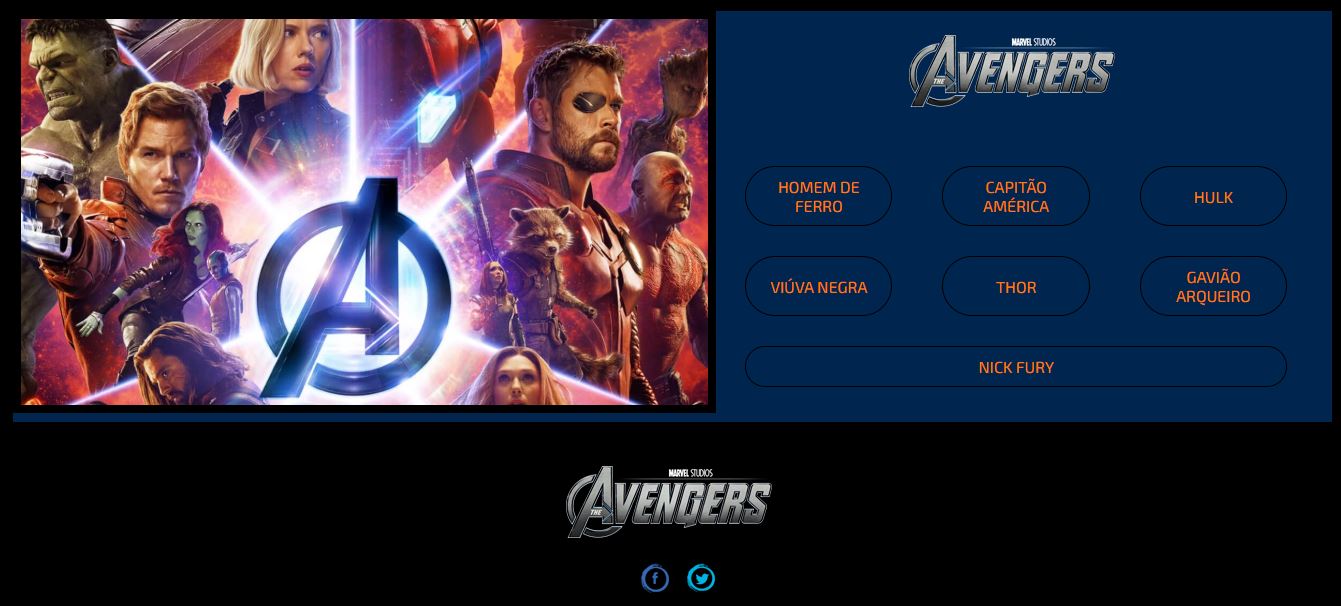 MARVEL STUDIOS
THE AVENGERS
HOMEM DE
FERRO
CAPITÃO
AMÉRICA
HULK
VIÚVA NEGRA
THOR
GAVIÃO
ARQUEIRO
NICK FURY
MARVEL STUDIOS
THE AVENGERS